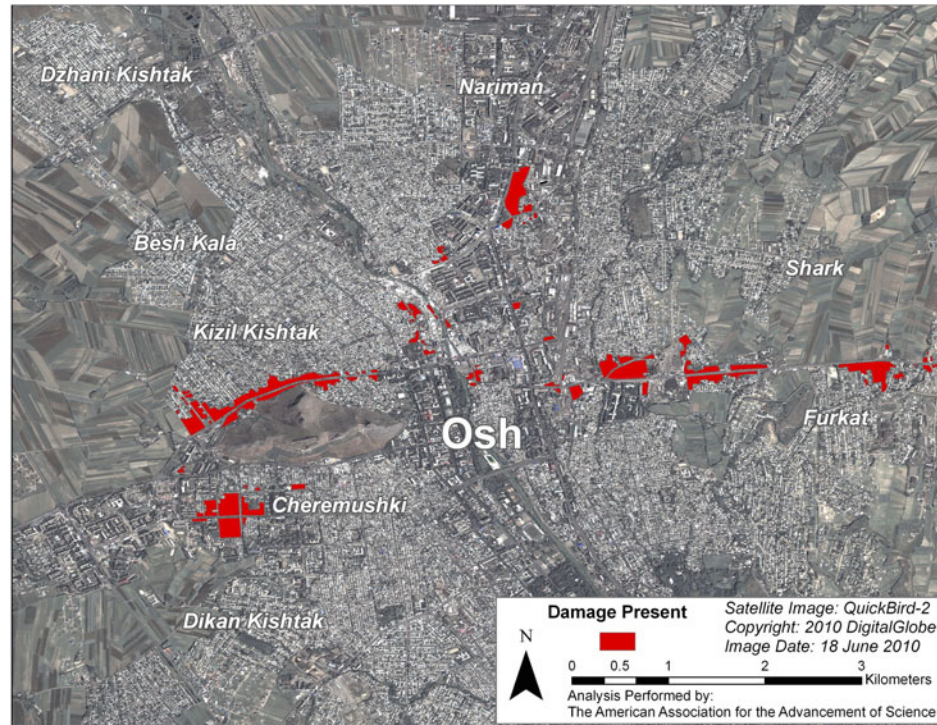 Dzhani Kishtak
Nariman
Besh Kala
Shark
Kizil Kishtak
Furkat
Osh
Cheremushki
Dikan Kishtak
Damage Present
Satellite Image: QuickBird-2
Copyright: 2010 DigitalGlobe
Image Date: 18 June 2010
N
0 0.5 1 2 3
Kilometers
Analysis Performed by:
The American Association for the Advancement of Science